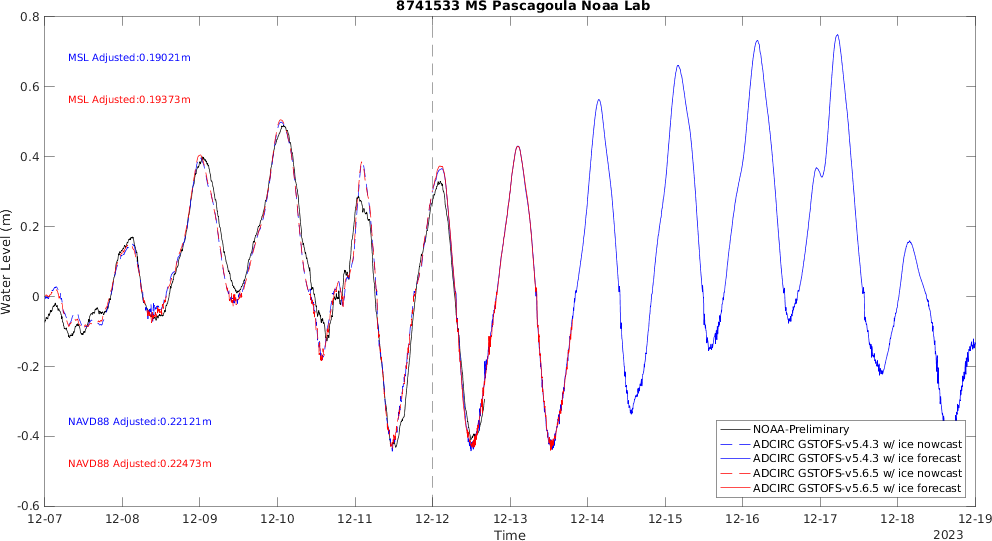 8741533 MS Pascagoula Noaa Lab
0.8
0.6
0.4
0.2
0
-0.2
-0.4
-0.6
Water Level (m)
MSL Adjusted:0.19021m
MSL Adjusted:0.19373m
NAVD88 Adjusted:0.22121m
NAVD88 Adjusted:0.22473m
NOAA-Preliminary
ADCIRC GSTOFS-v5.4.3 w/ ice nowcast
ADCIRC GSTOFS-v5.4.3 w/ ice forecast
ADCIRC GSTOFS-v5.6.5 w/ ice nowcast
ADCIRC GSTOFS-v5.6.5 w/ ice forecast
12-07 12-08 12-09 12-10 12-11 12-12 12-13 12-14 12-15 12-16 12-17 12-18 12-19
Time
2023